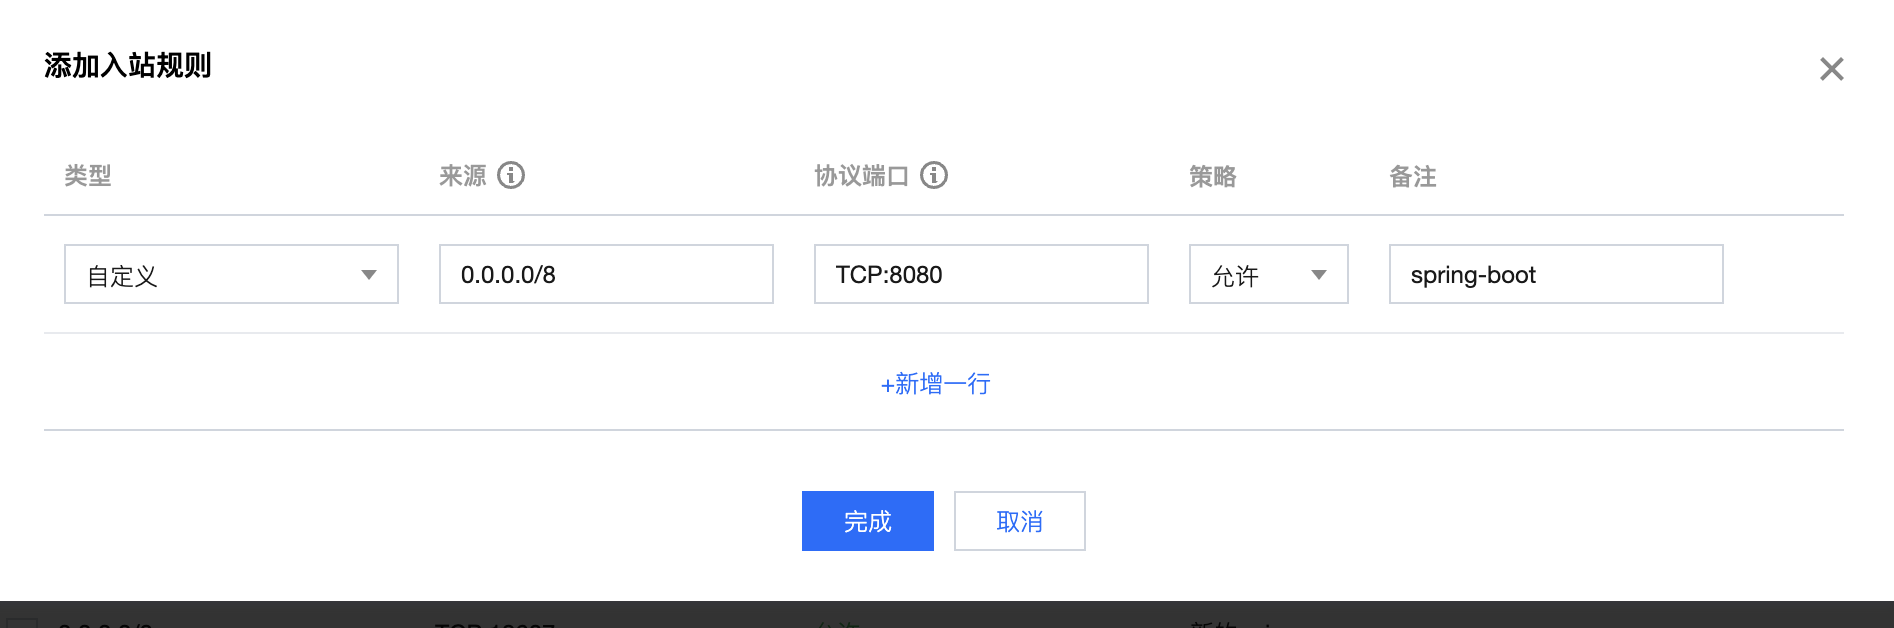 添加入站规则
类型 来源 协议端口 策略 备注
自定义 0.0.0.0/8 TCP:8080 允许 spring-boot
+新增一行
完成 取消